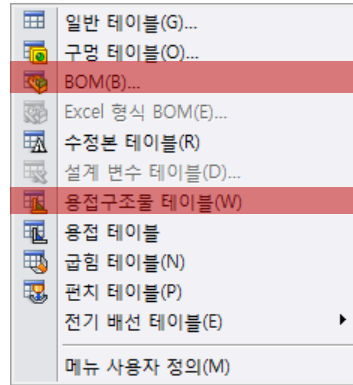 일반 테이블(G)...
구멍 테이블(O)...
BOM(B)...
Excel 형식 BOM(E)...
수정본 테이블(R)
설계 변수 테이블(D)...
용접구조물 테이블(W)
용접 테이블
굽힘 테이블(N)
펀치 테이블(P)
전기 배선 테이블(E)
메뉴 사용자 정의(M)